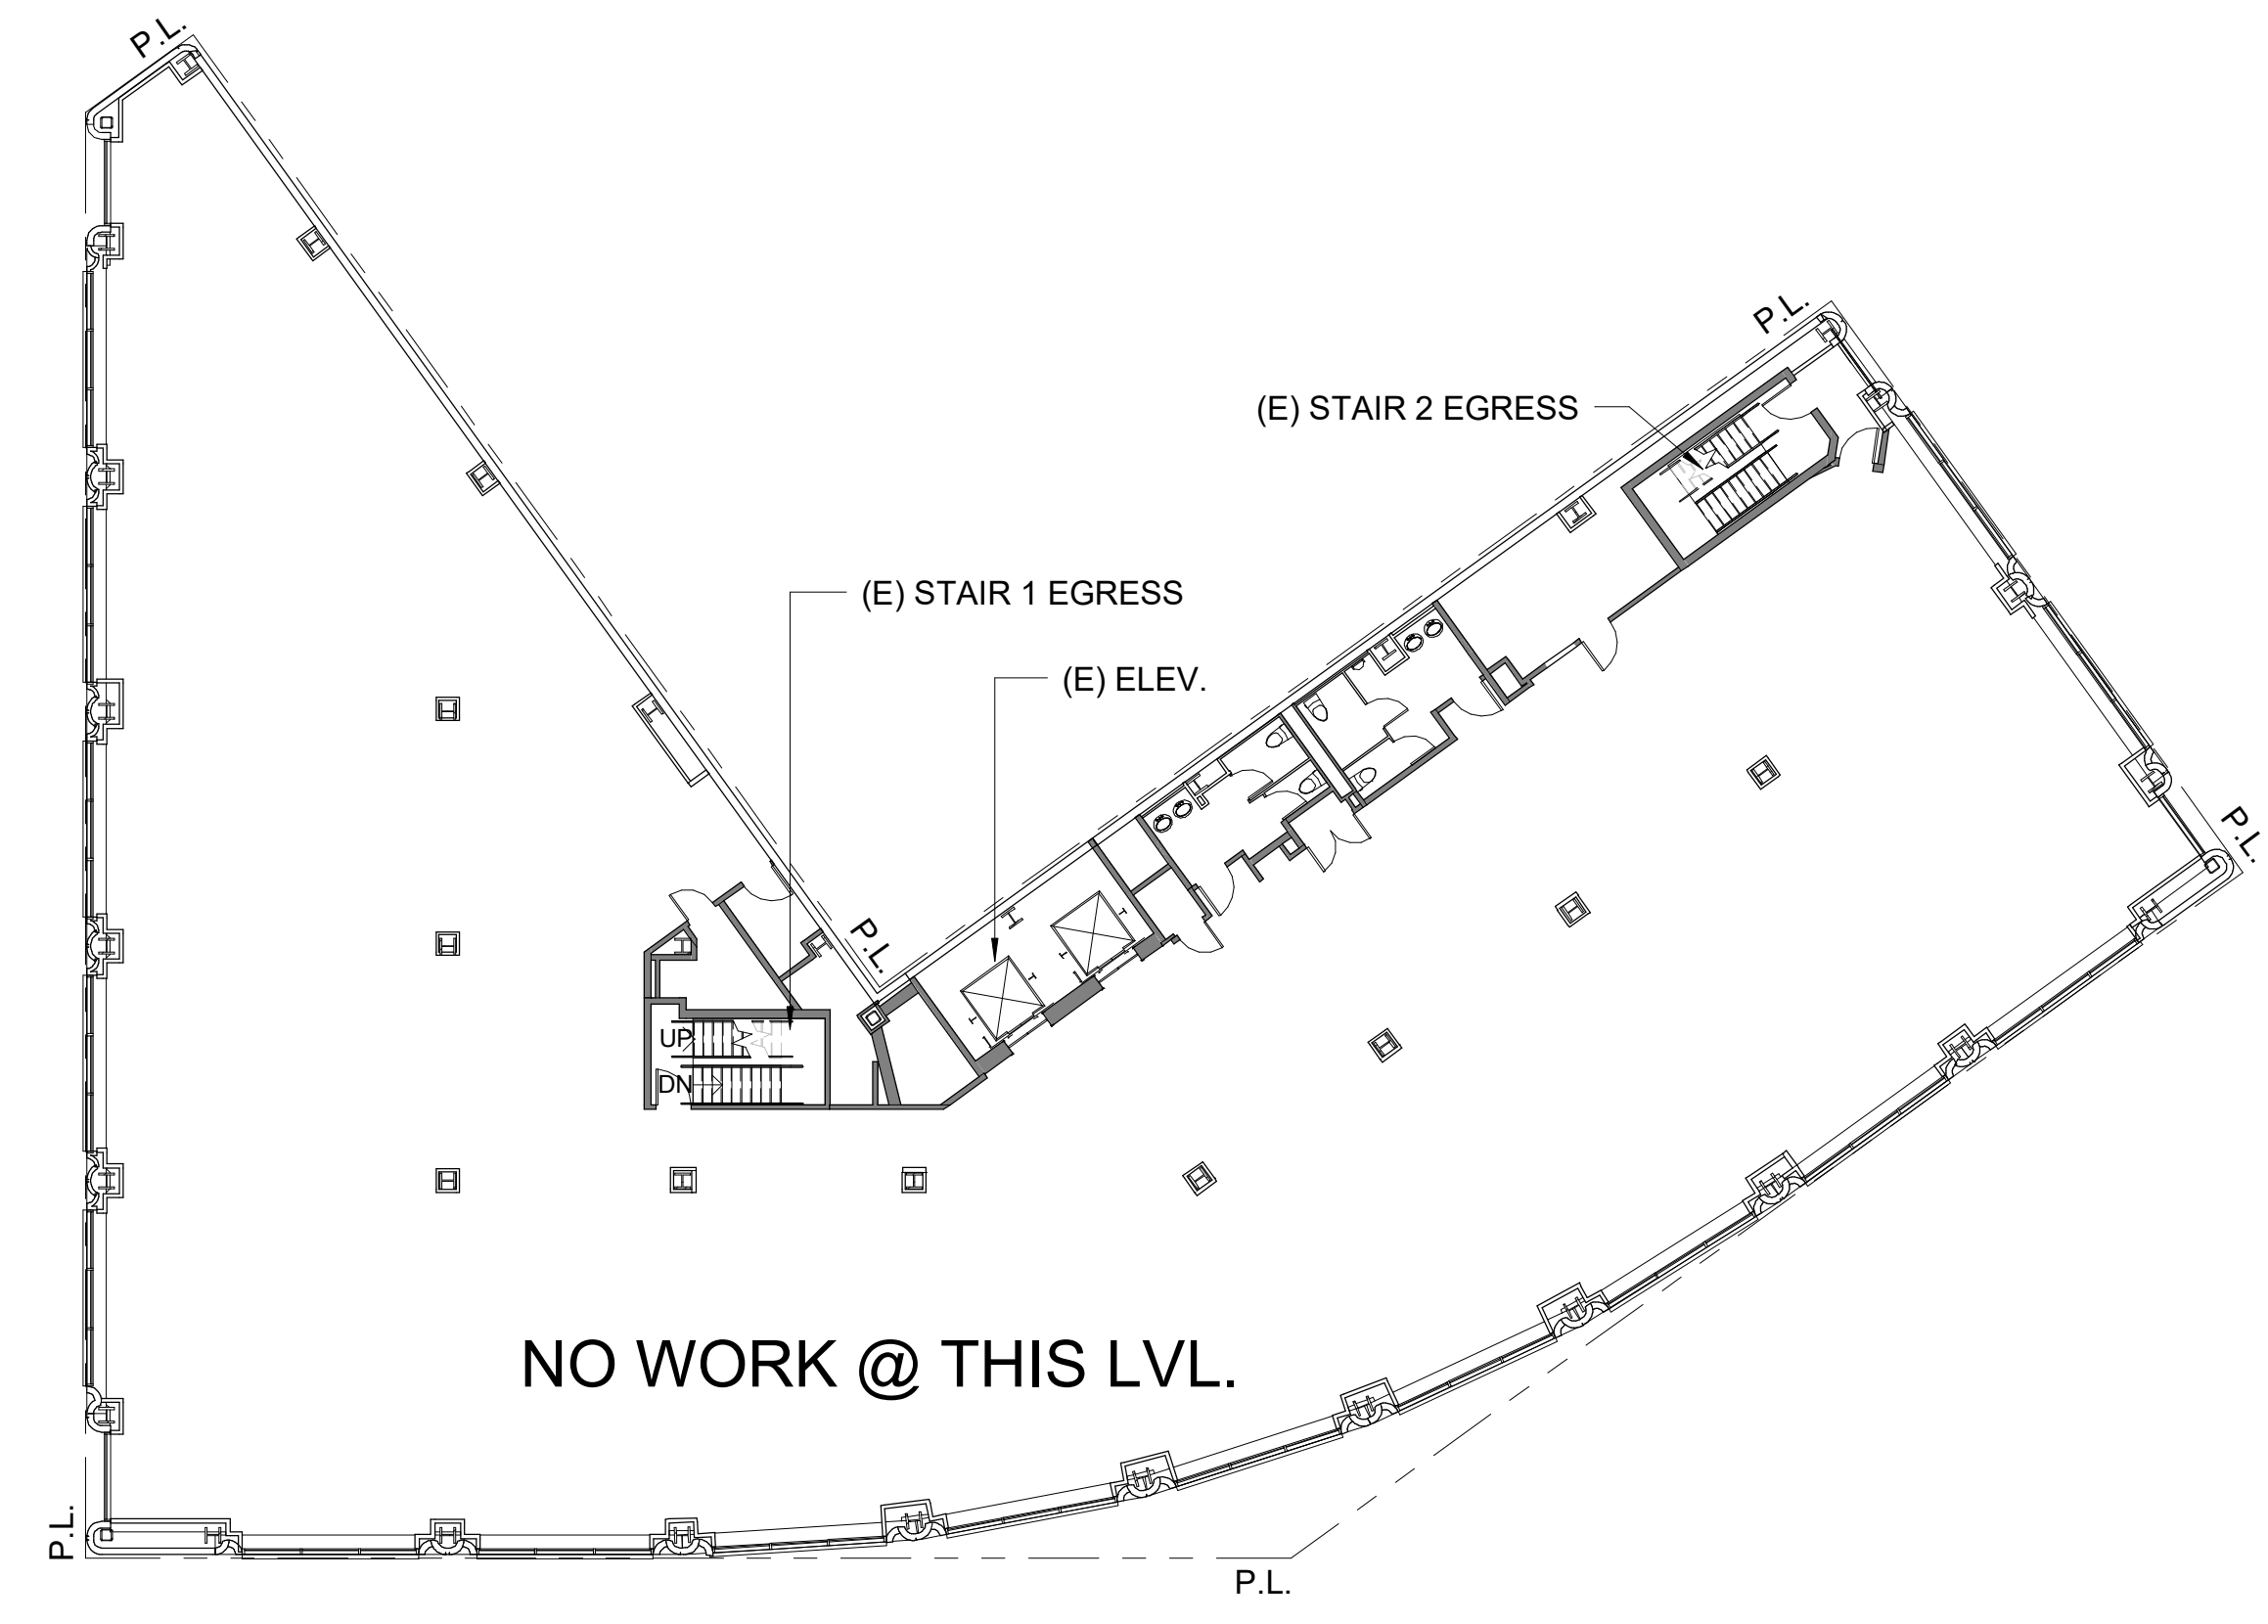 P.L.
P.L.
(E) STAIR 2 EGRESS
(E) STAIR 1 EGRESS
(E) ELEV.
P.L.
P.L.
UP
DN
NO WORK @ THIS LVL.
P.L.
P.L.